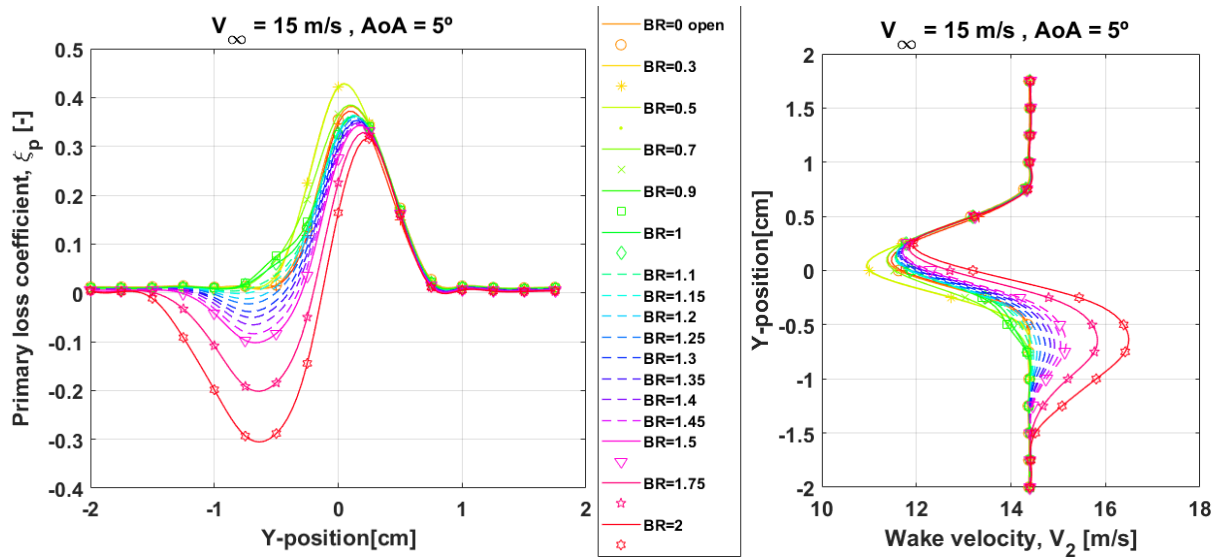 V∞ = 15 m/s , AoA = 5º
0.5
0.4
0.3
0.2
0.1
0
-0.1
-0.2
-0.3
-0.4
Primary loss coefficient, ξp [-]
-2
-1
0
1
2
Y-position[cm]
BR=0 open
BR=0.3
BR=0.5
BR=0.7
BR=0.9
BR=1
BR=1.1
BR=1.15
BR=1.2
BR=1.25
BR=1.3
BR=1.35
BR=1.4
BR=1.45
BR=1.5
BR=1.75
BR=2
V∞ = 15 m/s , AoA = 5º
2
1.5
1
0.5
0
-0.5
-1
-1.5
-2
Y-position[cm]
10
12
14
16
18
Wake velocity, V2 [m/s]